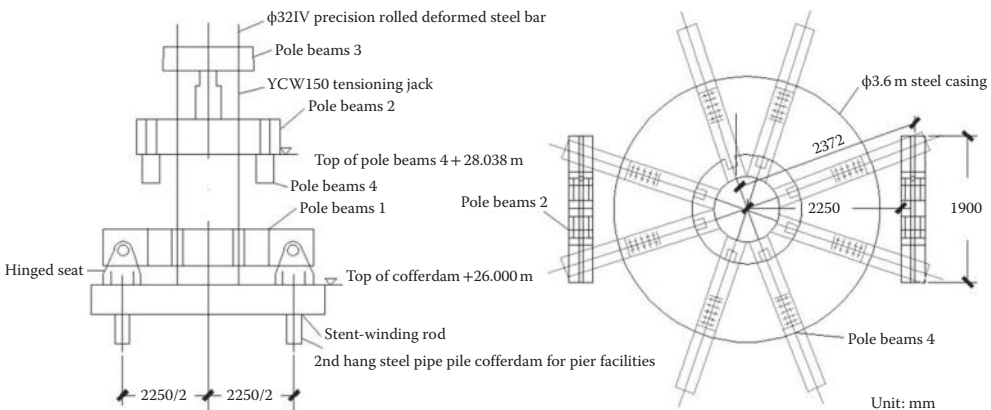 ϕ32IV precision rolled deformed steel bar
Pole beams 3
YCW150 tensioning jack
Pole beams 2
Top of pole beams 4 + 28.038 m
Pole beams 4
Pole beams 1
Hinged seat
Top of cofferdam +26.000 m
Stent-winding rod
2nd hang steel pipe pile cofferdam for pier facilities
2250/2
2250/2
ϕ3.6 m steel casing
2372
Pole beams 2
2250
1900
Pole beams 4
Unit: mm